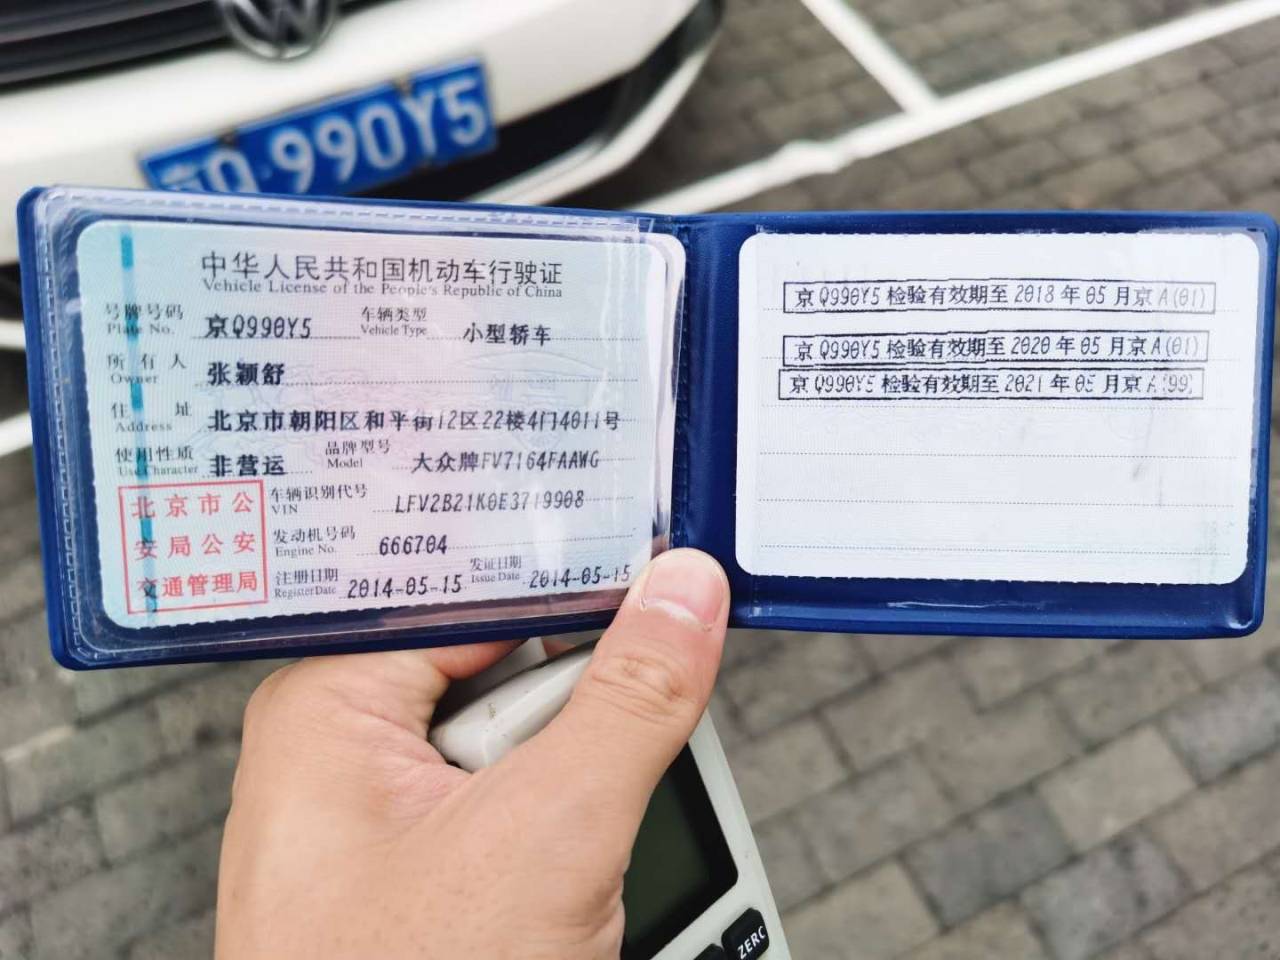 Q·990Y5
中华人民共和国机动车行驶证
Vehicle License of the People's Republic of China
号牌号码 京Q990Y5 车辆类型 小型轿车
Plate No. Vehicle Type
所有人 张颖舒
Owner
住址 北京市朝阳区和平街12区22楼4门4011号
Address
使用性质 非营运 品牌型号 大众牌FV7164FAAWG
Use Character Model
北京市公
安局公安
交通管理局
车辆识别代号 LFV2B21K0E3719908
VIN
发动机号码 666704
Engine No.
注册日期 2014-05-15 发证日期 2014-05-15
Register Date Issue Date
京Q990Y5检验有效期至2018年05月京A(01)
京Q990Y5检验有效期至2020年05月京A(01)
京Q990Y5检验有效期至2021年05月京A(99)
ZERO